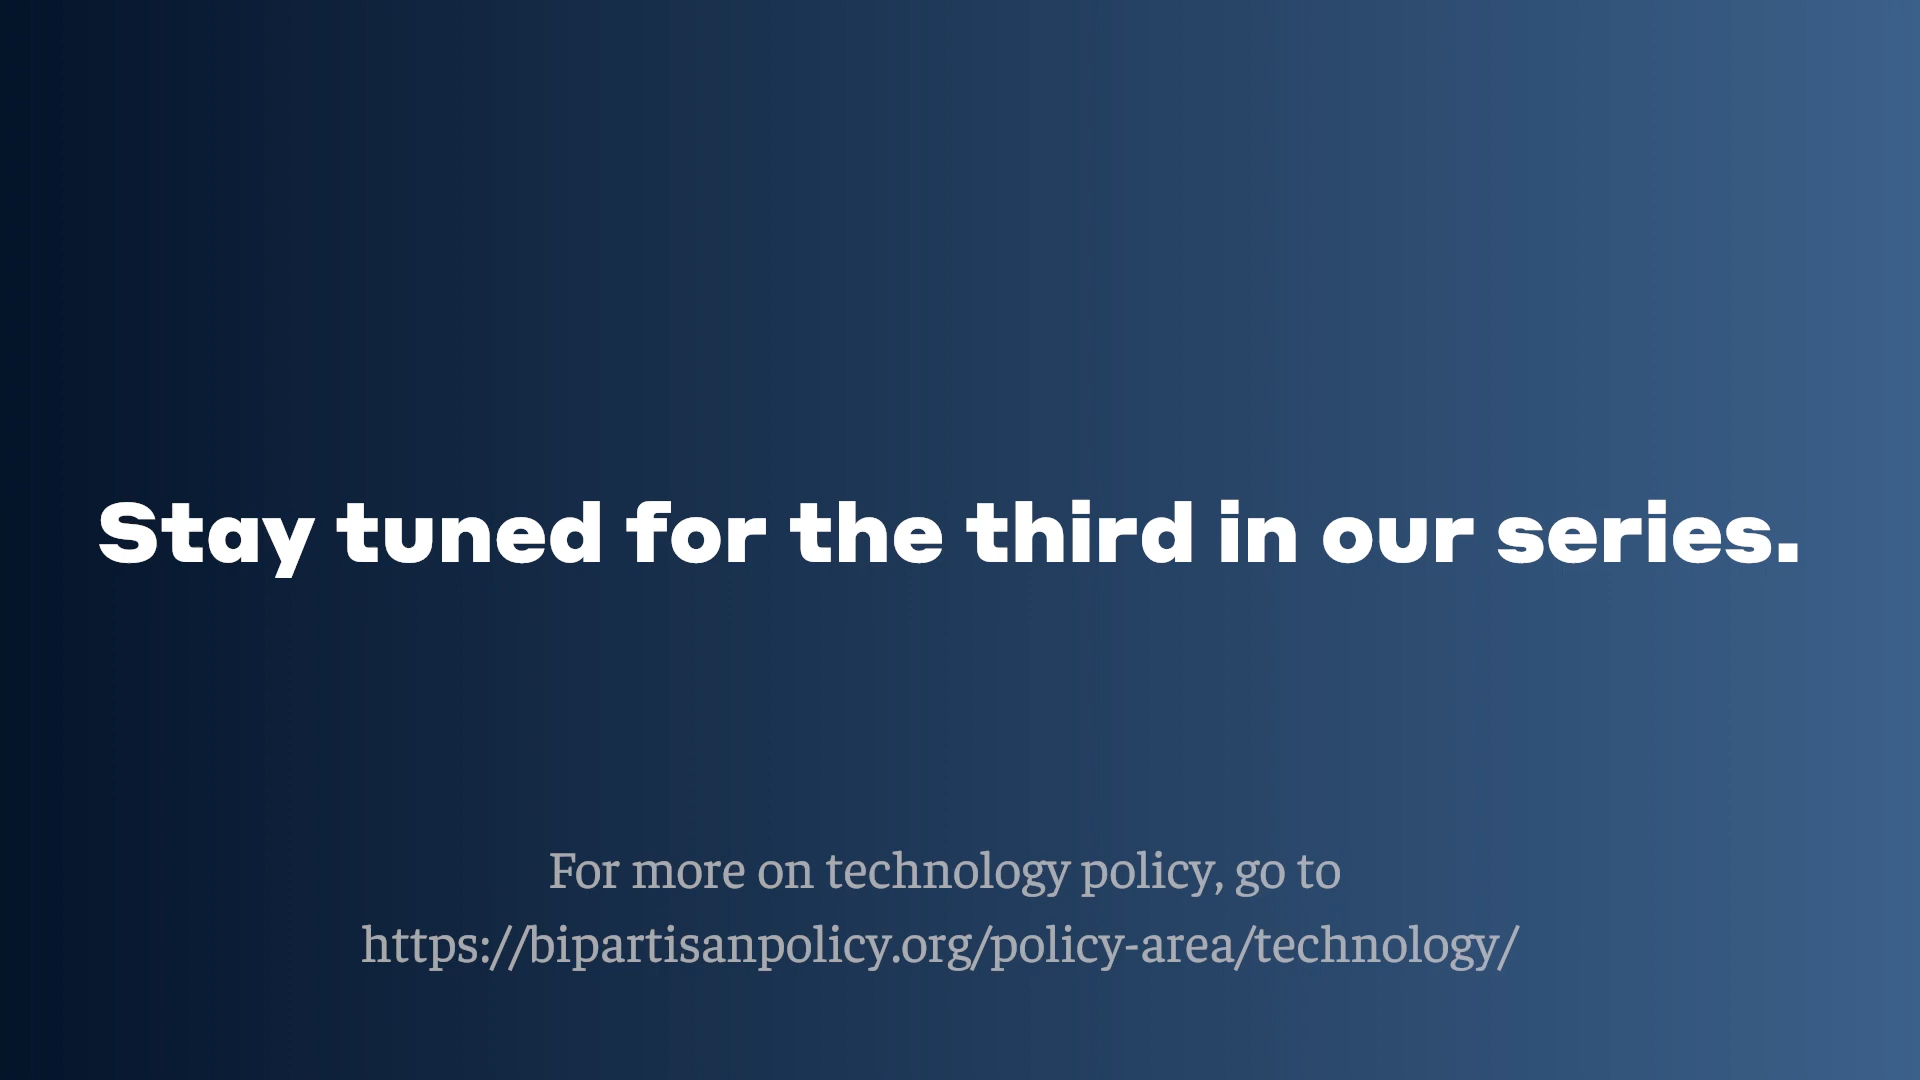 Stay tuned for the third in our series.
For more on technology policy, go to
https://bipartisanpolicy.org/policy-area/technology/